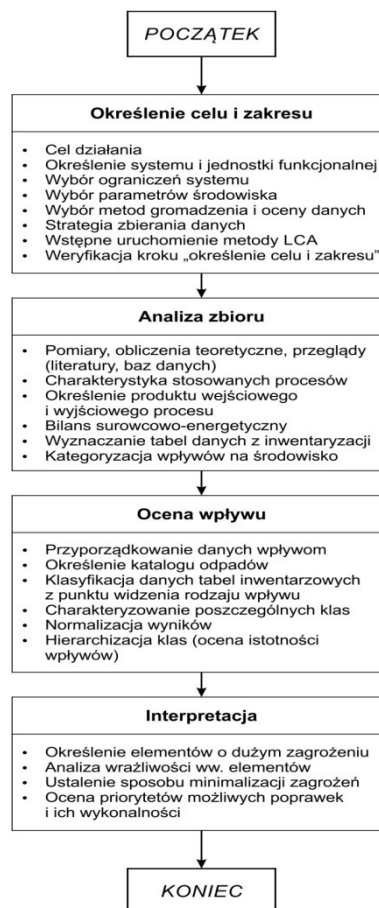 POCZĄTEK
Określenie celu i zakresu
• Cel działania
• Określenie systemu i jednostki funkcjonalnej
• Wybór ograniczeń systemu
• Wybór parametrów środowiska
• Wybór metod gromadzenia i oceny danych
• Strategia zbierania danych
• Wstępne uruchomienie metody LCA
• Weryfikacja kroku „określenie celu i zakresu”
Analiza zbioru
• Pomiary, obliczenia teoretyczne, przeglądy
(literatury, baz danych)
• Charakterystyka stosowanych procesów
• Określenie produktu wejściowego
i wyjściowego procesu
• Bilans surowcowo-energetyczny
• Wyznaczanie tabel danych z inwentaryzacji
• Kategoryzacja wpływów na środowisko
Ocena wpływu
• Przyporządkowanie danych wpływom
• Określenie katalogu odpadów
• Klasyfikacja danych tabel inwentarzowych
z punktu widzenia rodzaju wpływu
• Charakteryzowanie poszczególnych klas
• Normalizacja wyników
• Hierarchizacja klas (ocena istotności
wpływów)
Interpretacja
• Określenie elementów o dużym zagrożeniu
• Analiza wrażliwości ww. elementów
• Ustalenie sposobu minimalizacji zagrożeń
• Ocena priorytetów możliwych poprawek
i ich wykonalności
KONIEC